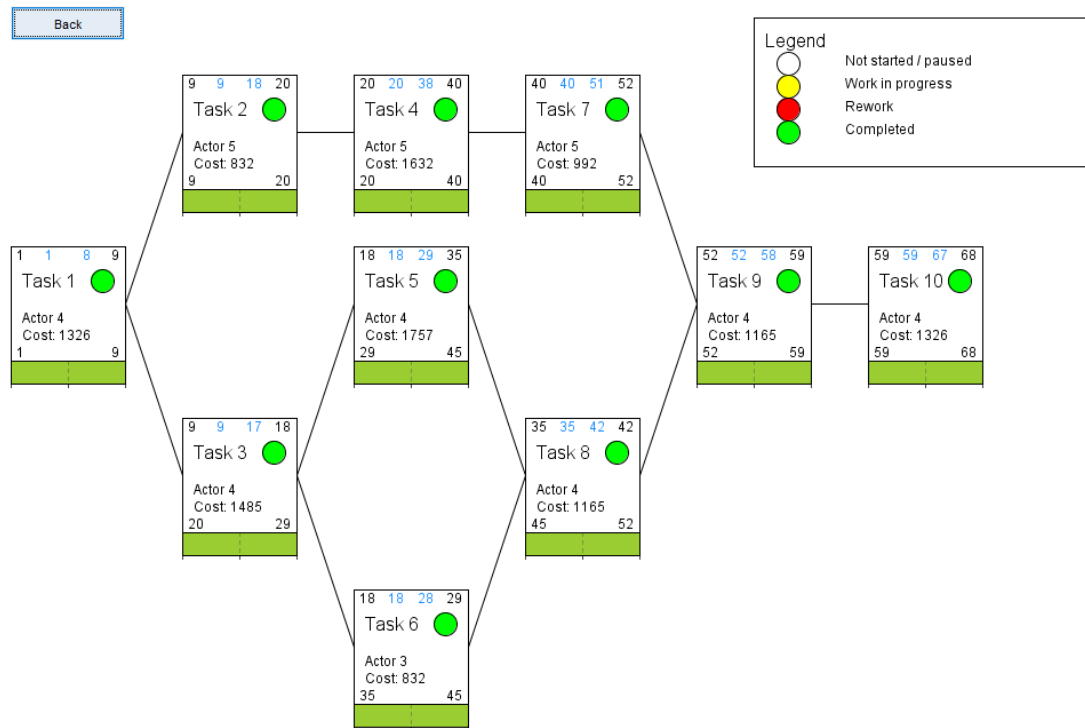 Back
Legend
Not started / paused
Work in progress
Rework
Completed
9 9 18 20
Task 2
Actor 5
Cost: 832
9 20
20 20 38 40
Task 4
Actor 5
Cost: 1632
20 40
40 40 51 52
Task 7
Actor 5
Cost: 992
40 52
1 1 8 9
Task 1
Actor 4
Cost: 1326
1 9
18 18 29 35
Task 5
Actor 4
Cost: 1757
29 45
52 52 58 59
Task 9
Actor 4
Cost: 1165
52 59
59 59 67 68
Task 10
Actor 4
Cost: 1326
59 68
9 9 17 18
Task 3
Actor 4
Cost: 1485
20 29
35 35 42 42
Task 8
Actor 4
Cost: 1165
45 52
18 18 28 29
Task 6
Actor 3
Cost: 832
35 45